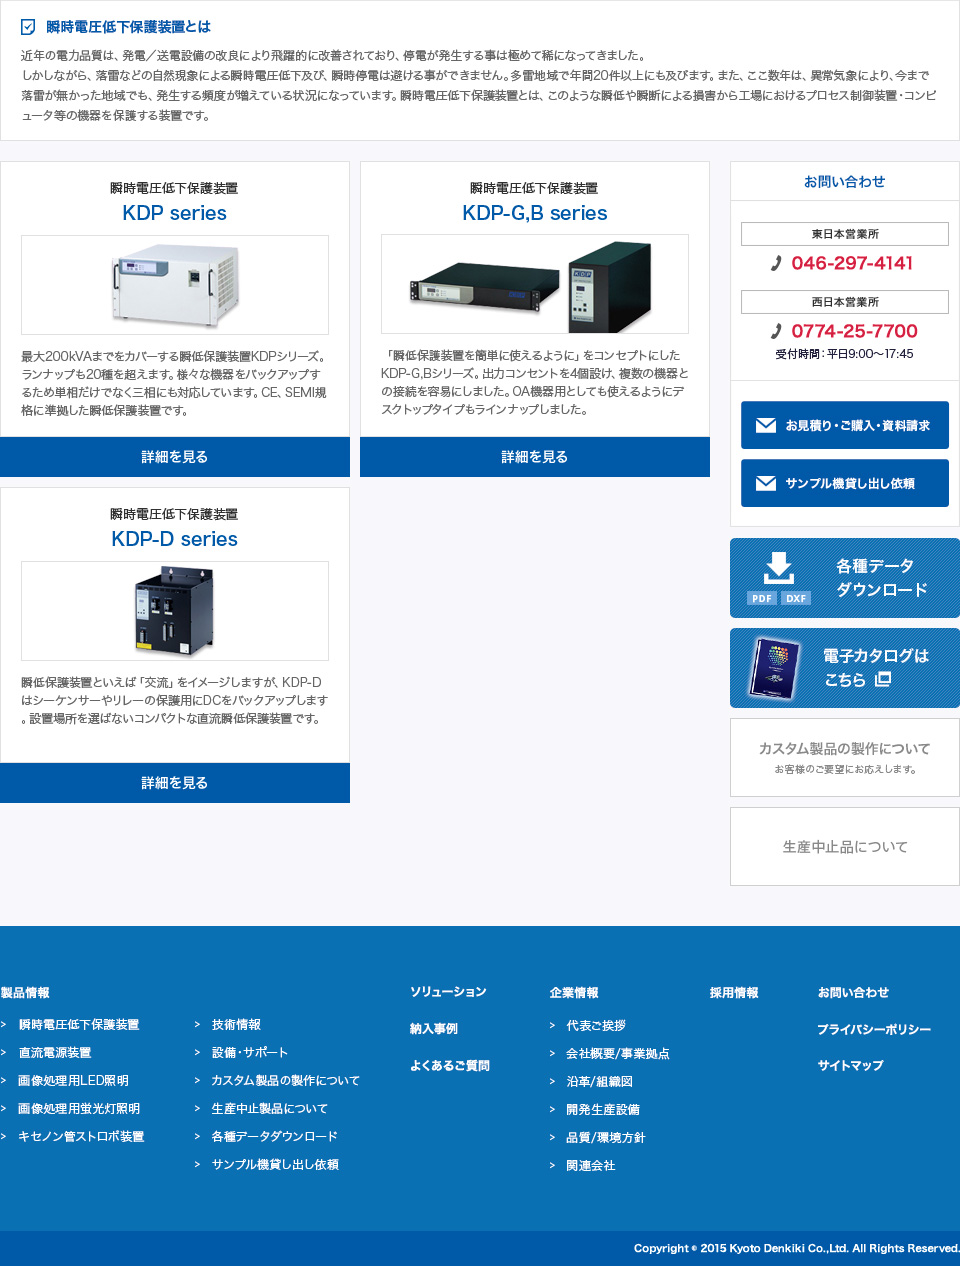 瞬時電圧低下保護装置とは
近年の電力品質は、発電／送電設備の改良により飛躍的に改善されており、停電が発生する事は極めて稀になってきました。
しかしながら、落雷などの自然現象による瞬時電圧低下及び、瞬時停電は避ける事ができません。多雷地域で年間20件以上にも及びます。また、ここ数年は、異常気象により、今まで
落雷が無かった地域でも、発生する頻度が増えている状況になっています。瞬時電圧低下保護装置とは、このような瞬低や瞬断による損害から工場におけるプロセス制御装置・コンピ
ュータ等の機器を保護する装置です。
瞬時電圧低下保護装置
KDP series
最大200kVAまでをカバーする瞬低保護装置KDPシリーズ。
ランナップも20種を超えます。様々な機器をバックアップす
るため単相だけでなく三相にも対応しています。CE、SEMI規
格に準拠した瞬低保護装置です。
詳細を見る
瞬時電圧低下保護装置
KDP-G,B series
KDP
「瞬低保護装置を簡単に使えるように」をコンセプトにした
KDP-G,Bシリーズ。出力コンセントを4個設け、複数の機器と
の接続を容易にしました。OA機器用としても使えるようにデ
スクトップタイプもラインナップしました。
詳細を見る
瞬時電圧低下保護装置
KDP-D series
瞬低保護装置といえば「交流」をイメージしますが、KDP-D
はシーケンサーやリレーの保護用にDCをバックアップします
。設置場所を選ばないコンパクトな直流瞬低保護装置です。
詳細を見る
お問い合わせ
東日本営業所
046-297-4141
西日本営業所
0774-25-7700
受付時間：平日9:00〜17:45
お見積り・ご購入・資料請求
サンプル機貸し出し依頼
各種データ
ダウンロード
PDF DXF
電子カタログは
こちら
カスタム製品の製作について
お客様のご要望にお応えします。
生産中止品について
製品情報
> 瞬時電圧低下保護装置
> 直流電源装置
> 画像処理用LED照明
> 画像処理用蛍光灯照明
> キセノン管ストロボ装置
> 技術情報
> 設備・サポート
> カスタム製品の製作について
> 生産中止製品について
> 各種データダウンロード
> サンプル機貸し出し依頼
ソリューション
納入事例
よくあるご質問
企業情報
> 代表ご挨拶
> 会社概要/事業拠点
> 沿革/組織図
> 開発生産設備
> 品質/環境方針
> 関連会社
採用情報
お問い合わせ
プライバシーポリシー
サイトマップ
Copyright © 2015 Kyoto Denkiki Co.,Ltd. All Rights Reserved.